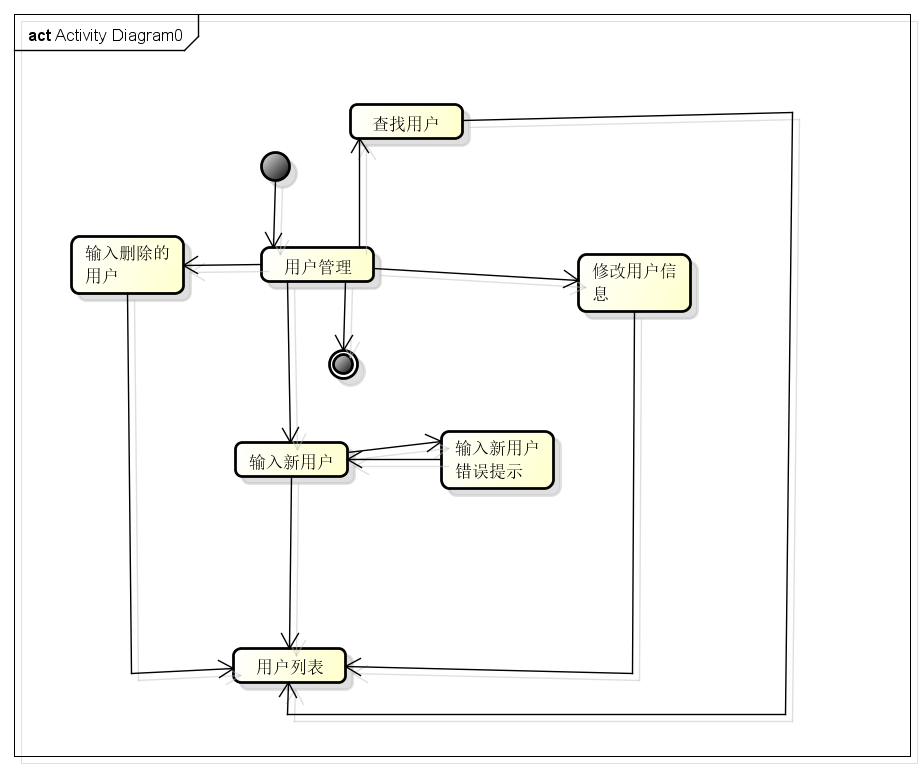 act Activity Diagram0
查找用户
输入删除的
用户
用户管理
修改用户信
息
输入新用户
输入新用户
错误提示
用户列表